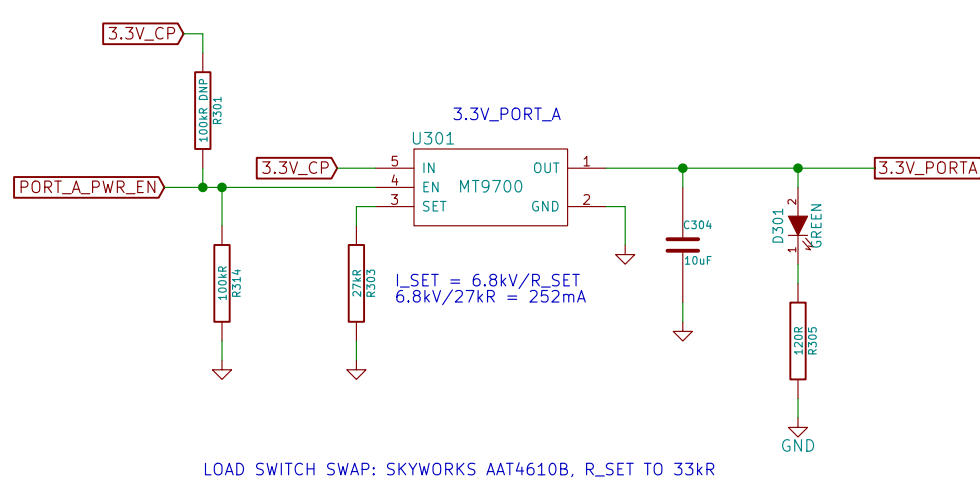 3.3V_CP
100kR DNP
R301
3.3V_PORT_A
U301
3.3V_CP
5
IN
OUT
1
3.3V_PORTA
PORT_A_PWR_EN
4
EN
MT9700
3
SET
GND
2
2
D301
GREEN
1
C304
10uF
100kR
R314
27kR
R303
I_SET = 6.8kV/R_SET
6.8kV/27kR = 252mA
120R
R305
GND
LOAD SWITCH SWAP: SKYWORKS AAT4610B, R_SET TO 33kR